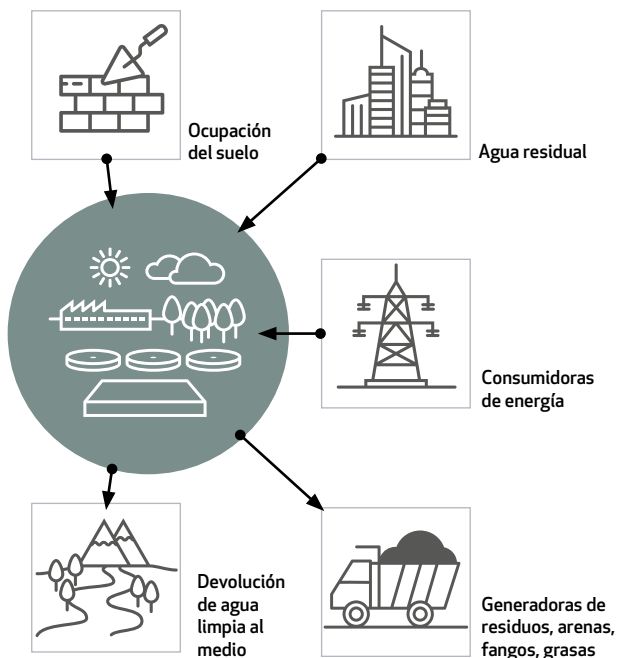 Ocupación
del suelo
Agua residual
Consumidoras
de energía
Devolución
de agua
limpia al
medio
Generadoras de
residuos, arenas,
fangos, grasas